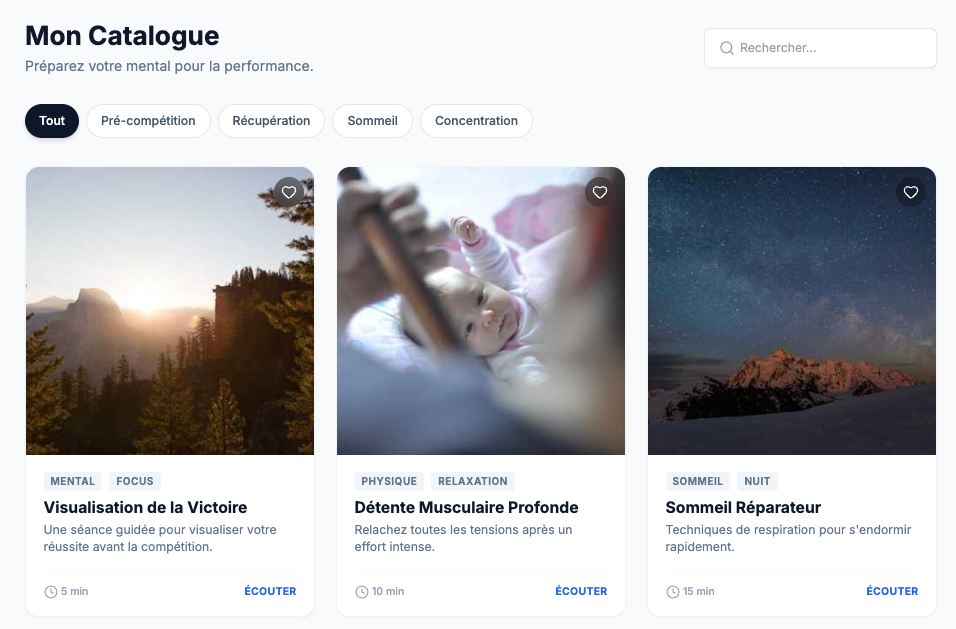 Mon Catalogue
Préparez votre mental pour la performance.
Rechercher...
Tout
Pré-compétition
Récupération
Sommeil
Concentration
MENTAL
FOCUS
Visualisation de la Victoire
Une séance guidée pour visualiser votre
réussite avant la compétition.
5 min
ÉCOUTER
PHYSIQUE
RELAXATION
Détente Musculaire Profonde
Relachez toutes les tensions après un
effort intense.
10 min
ÉCOUTER
SOMMEIL
NUIT
Sommeil Réparateur
Techniques de respiration pour s'endormir
rapidement.
15 min
ÉCOUTER